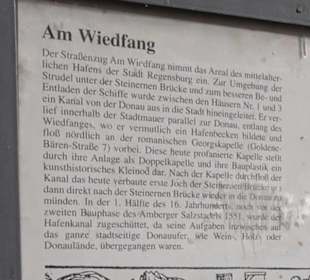 Am Wiedfang
Der Straßenzug Am Wiedfang nimmt das Areal des mittelalter-
lichen Hafens der Stadt Regensburg ein. Zur Umgehung der
Strudel unter der Steinernen Brücke und zum besseren Be- und
Entladen der Schiffe wurde zwischen den Häusern Nr. 1 und 3
ein Kanal von der Donau aus in die Stadt hineingeleitet. Er ver-
lief innerhalb der Stadtmauer parallel zur Donau, entlang des
Wiedfanges, wo er vermutlich ein Hafenbecken bildete und
floß nördlich an der romanischen Georgskapelle (Goldene-
Bären-Straße 7) vorbei. Diese heute profanierte Kapelle stellt
durch ihre Anlage als Doppelkapelle und ihre Bauplastik ein
kunsthistorisches Kleinod dar. Nach der Kapelle durchfloß der
Kanal das heute verbaute erste Joch der Steinernen Brücke um
dann direkt nach der Steinernen Brücke wieder in die Donau zu
münden. In der 1. Hälfte des 16. Jahrhunderts, noch vor der
zweiten Bauphase des Amberger Salzstadels 1551, wurde der
Hafenkanal zugeschüttet, da seine Aufgaben inzwischen auf
das ganze stadtseitige Donauufer, wie Wein-, Holz- oder
Donaulände, übergegangen waren.